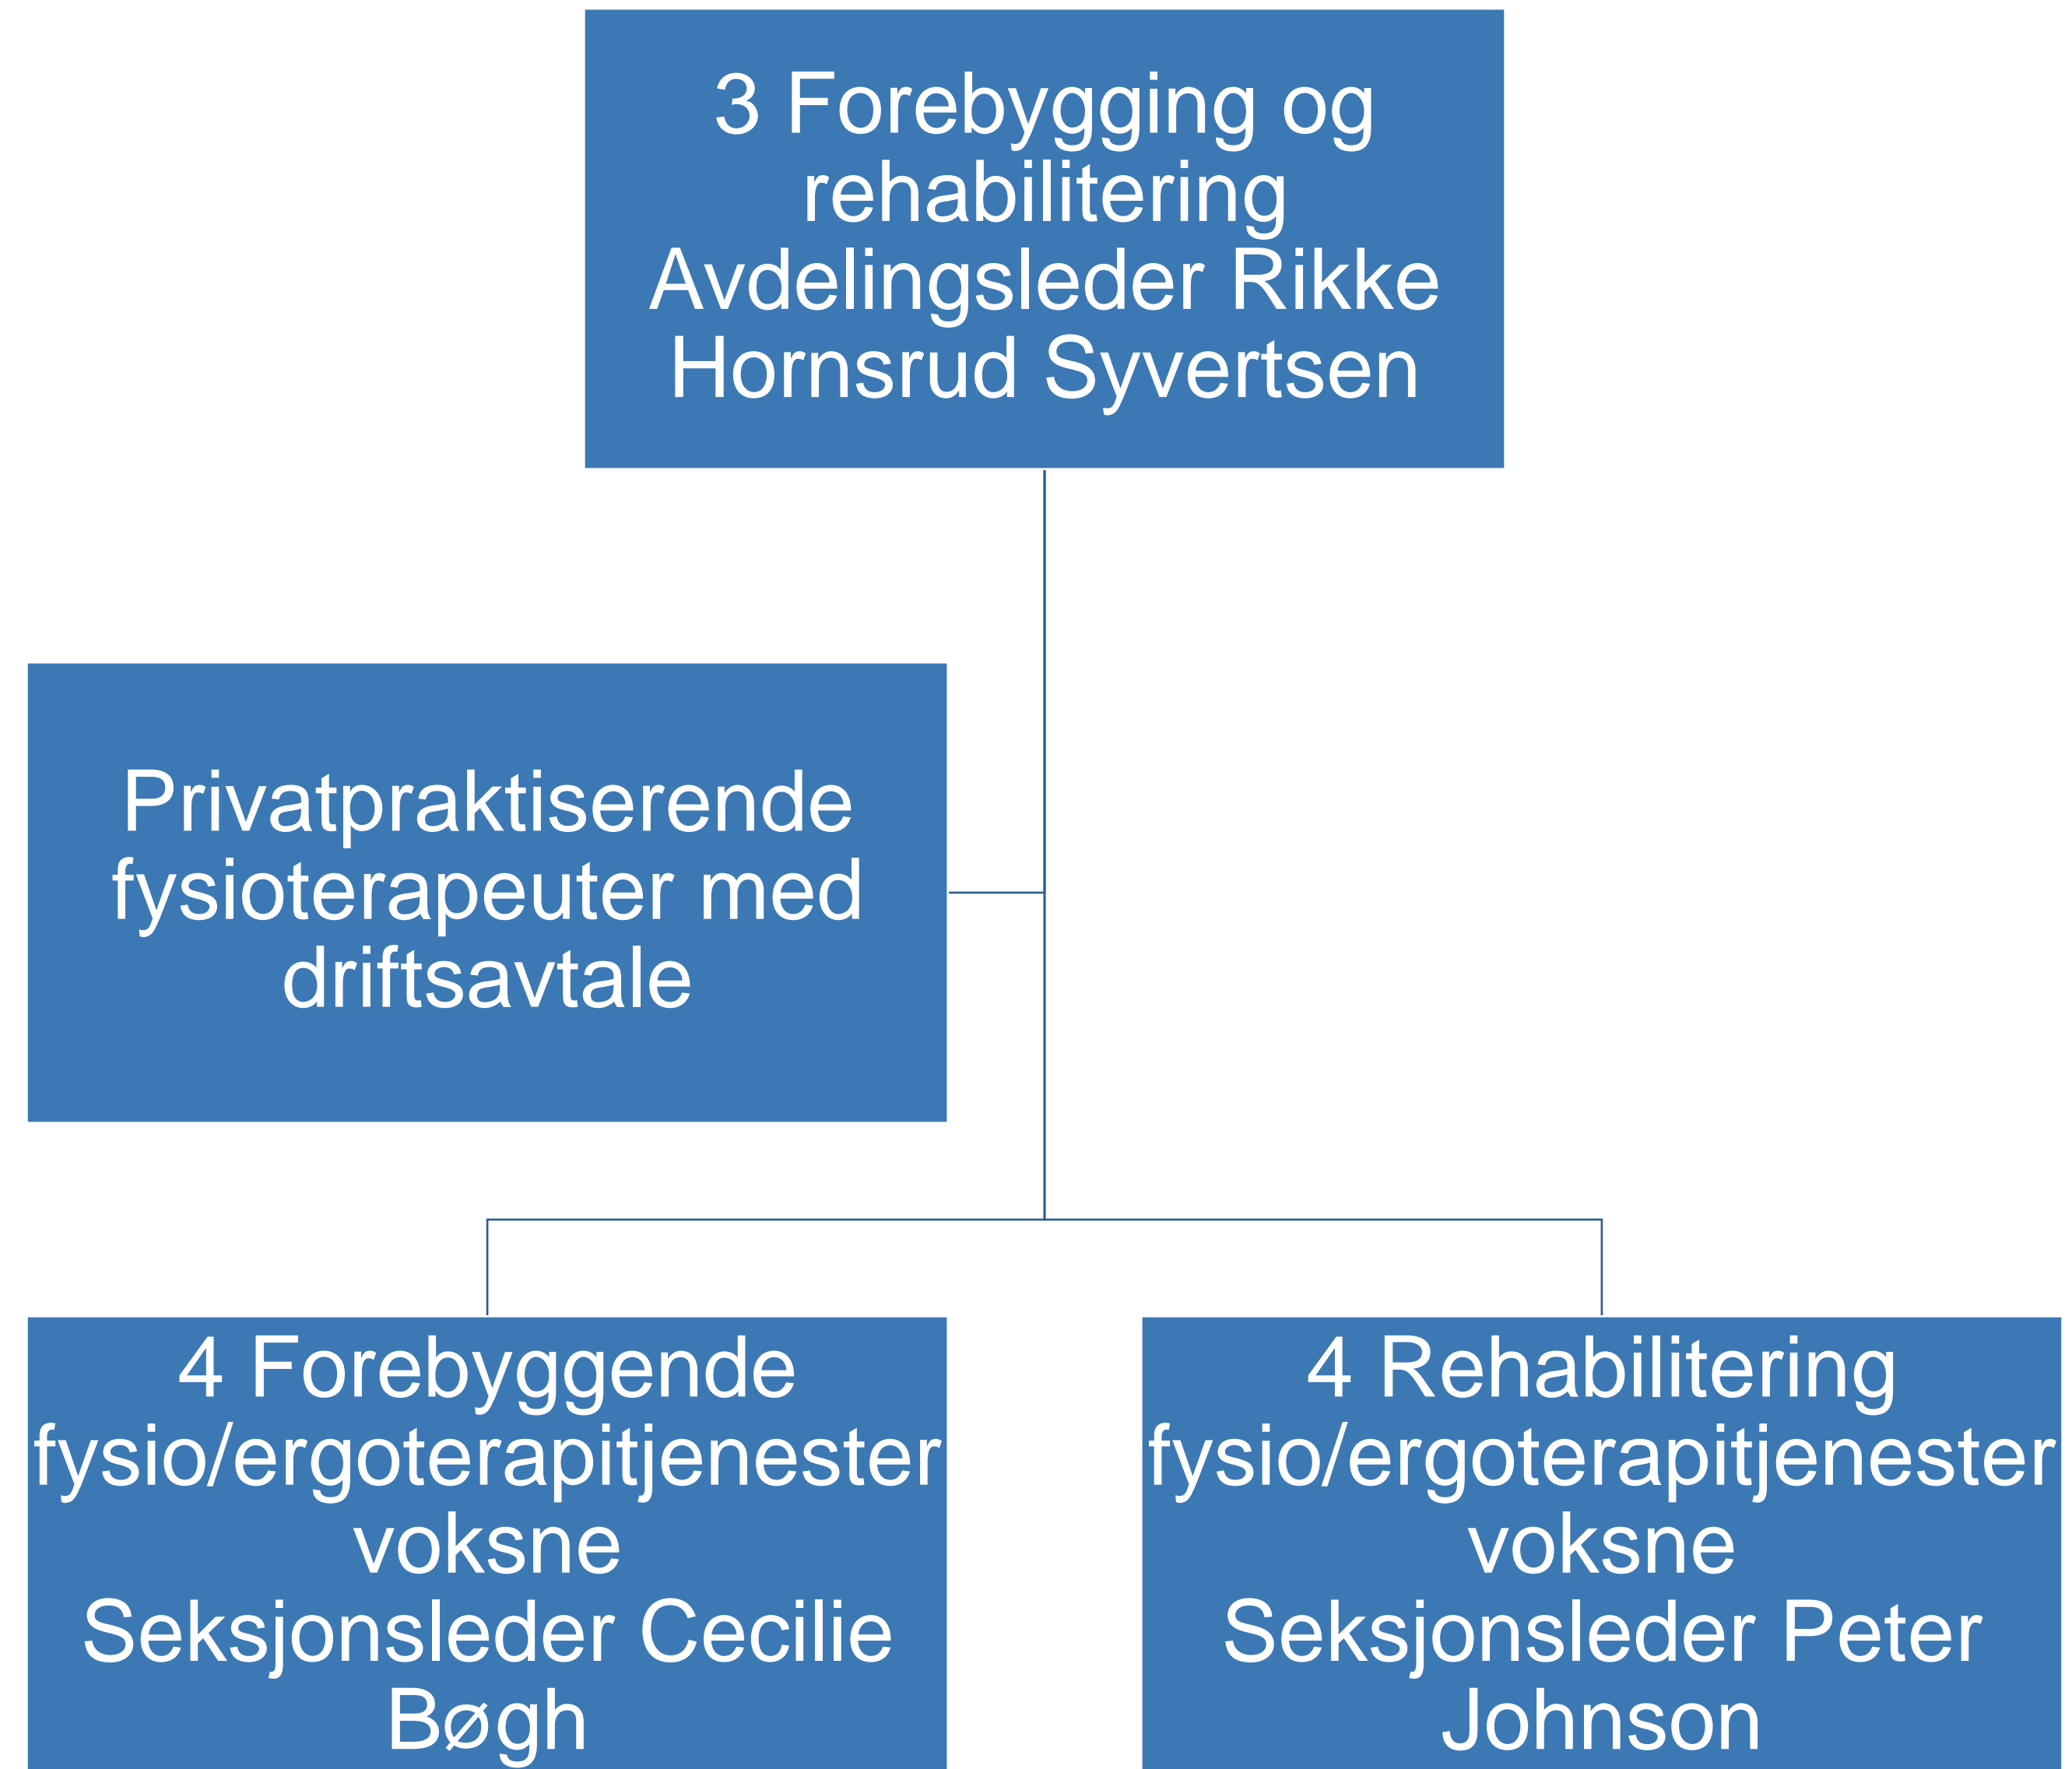 3 Forebygging og
rehabilitering
Avdelingsleder Rikke
Hornsrud Syvertsen
Privatpraktiserende
fysioterapeuter med
driftsavtale
4 Forebyggende
fysio/ergoterapitjenester
voksne
Seksjonsleder Cecilie
Bøgh
4 Rehabilitering
fysio/ergoterapitjenester
voksne
Seksjonsleder Peter
Johnson